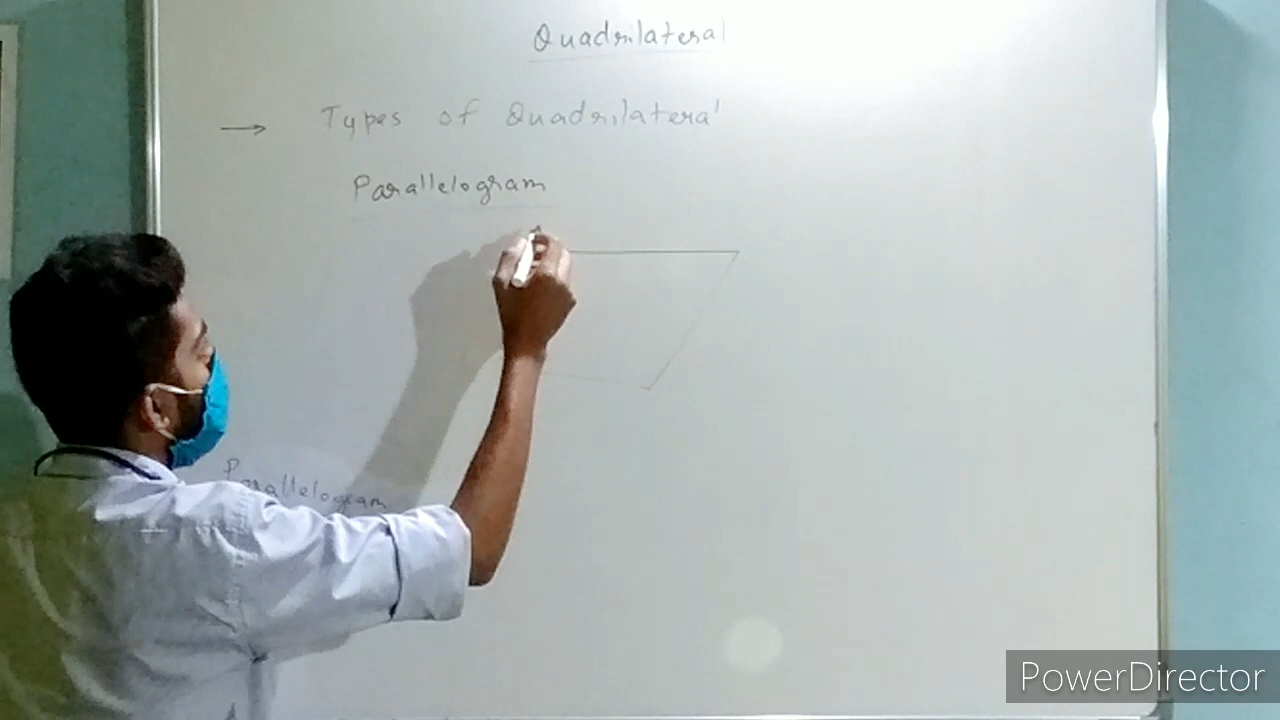 Quadrilateral
→ Types of Quadrilateral
Parallelogram
A
Parallelogram
PowerDirector